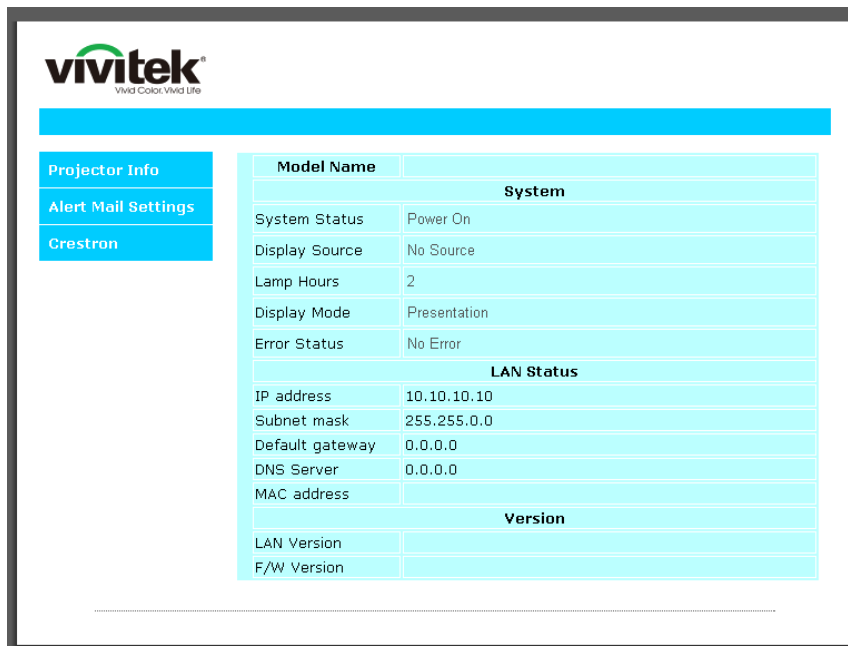 vivitek®
Vivid Color. Vivid Life
Projector Info
Alert Mail Settings
Crestron
Model Name
System
System Status Power On
Display Source No Source
Lamp Hours 2
Display Mode Presentation
Error Status No Error
LAN Status
IP address 10.10.10.10
Subnet mask 255.255.0.0
Default gateway 0.0.0.0
DNS Server 0.0.0.0
MAC address
Version
LAN Version
F/W Version